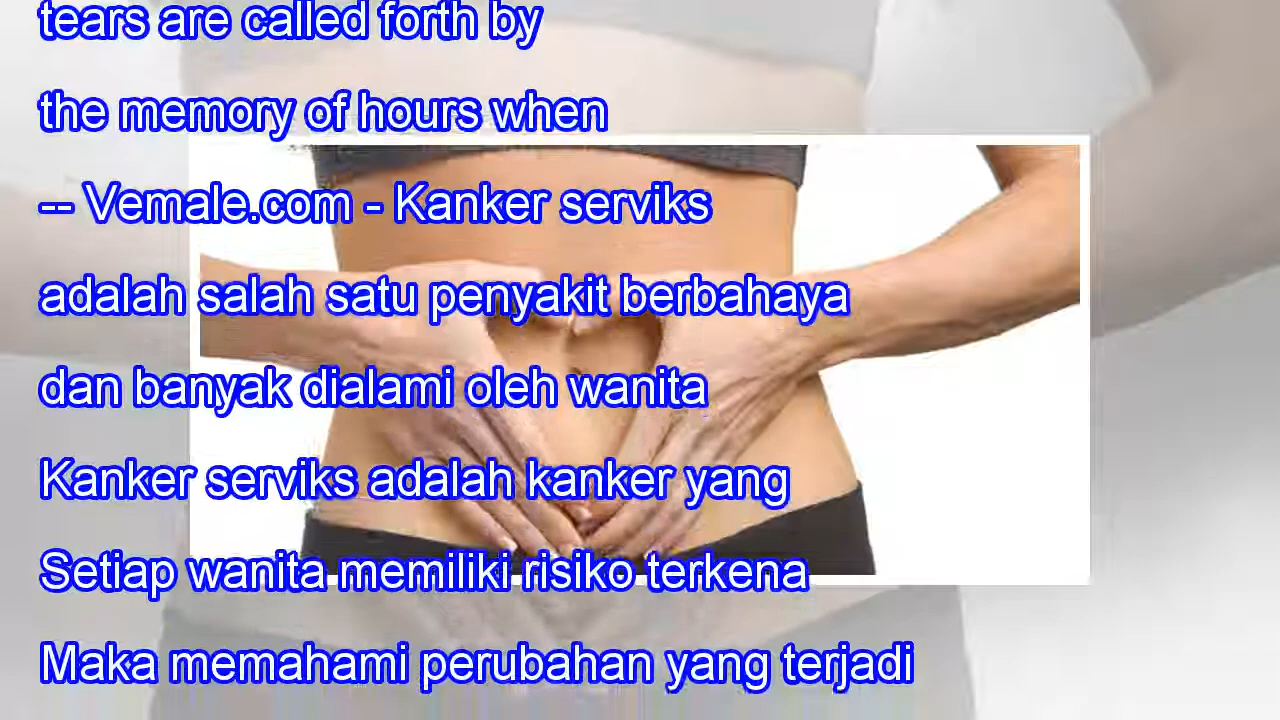 tears are called forth by
the memory of hours when
-- Vemale.com - Kanker serviks
adalah salah satu penyakit berbahaya
dan banyak dialami oleh wanita
Kanker serviks adalah kanker yang
Setiap wanita memiliki risiko terkena
Maka memahami perubahan yang terjadi